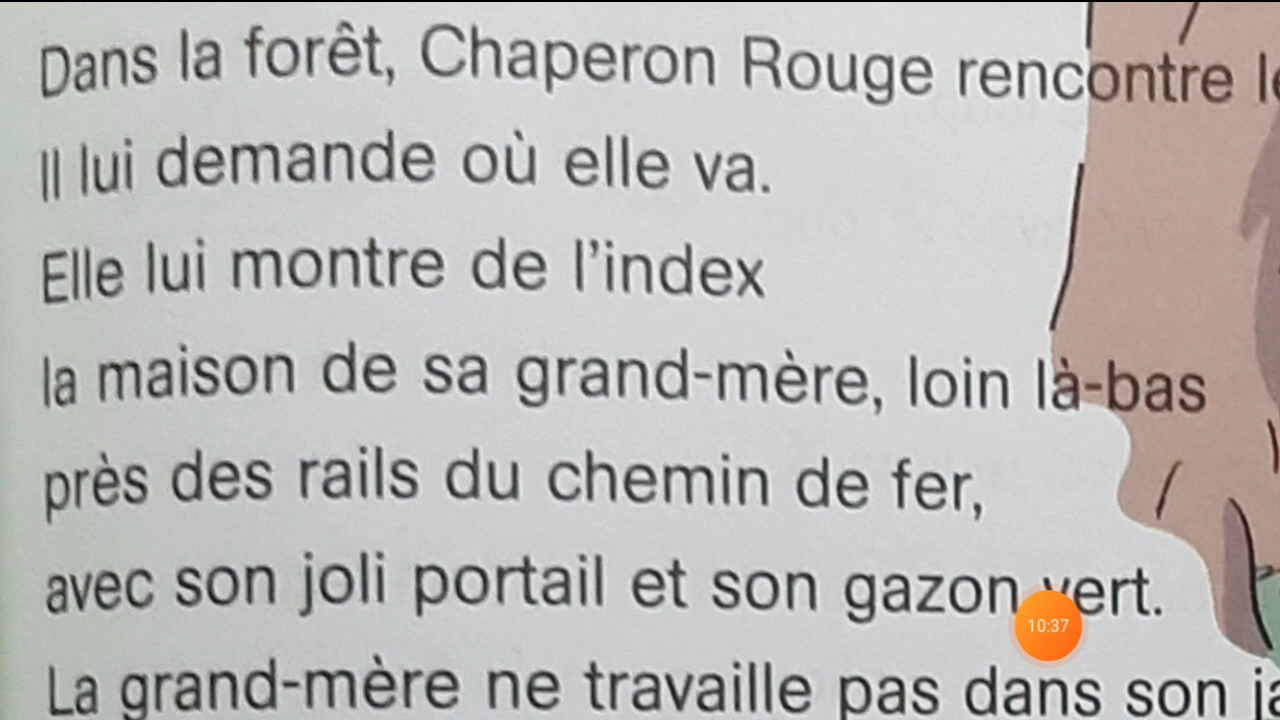 Dans la forêt, Chaperon Rouge rencontre
Il lui demande où elle va.
Elle lui montre de l'index
la maison de sa grand-mère, loin là-bas
près des rails du chemin de fer,
avec son joli portail et son gazon vert.
10:37
La grand-mère ne travaille pas dans son